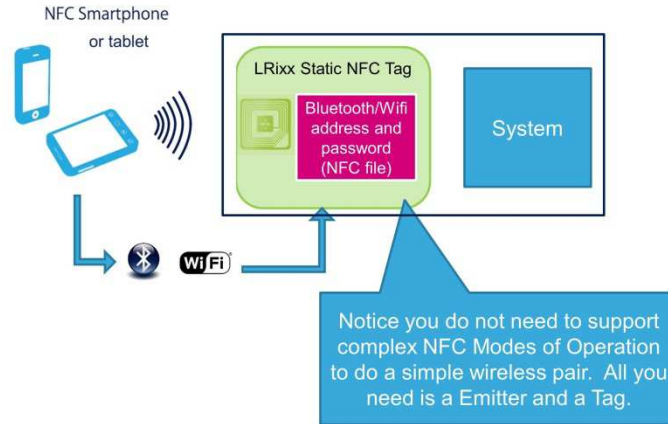 NFC Smartphone
or tablet
LRixx Static NFC Tag
Bluetooth/Wifi
address and
password
(NFC file)
System
Wi Fi
Notice you do not need to support
complex NFC Modes of Operation
to do a simple wireless pair. All you
need is a Emitter and a Tag.